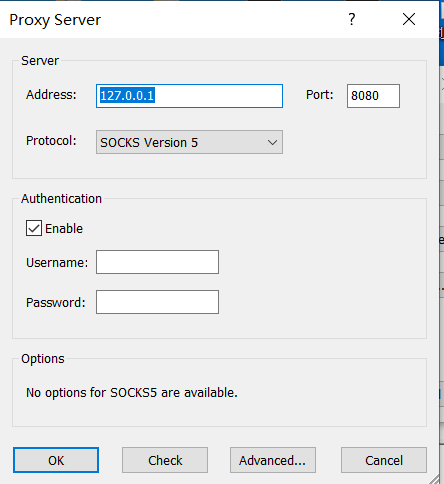 Proxy Server
Server
Address: 127.0.0.1 Port: 8080
Protocol: SOCKS Version 5
Authentication
Enable
Username:
Password:
Options
No options for SOCKS5 are available.
OK Check Advanced... Cancel